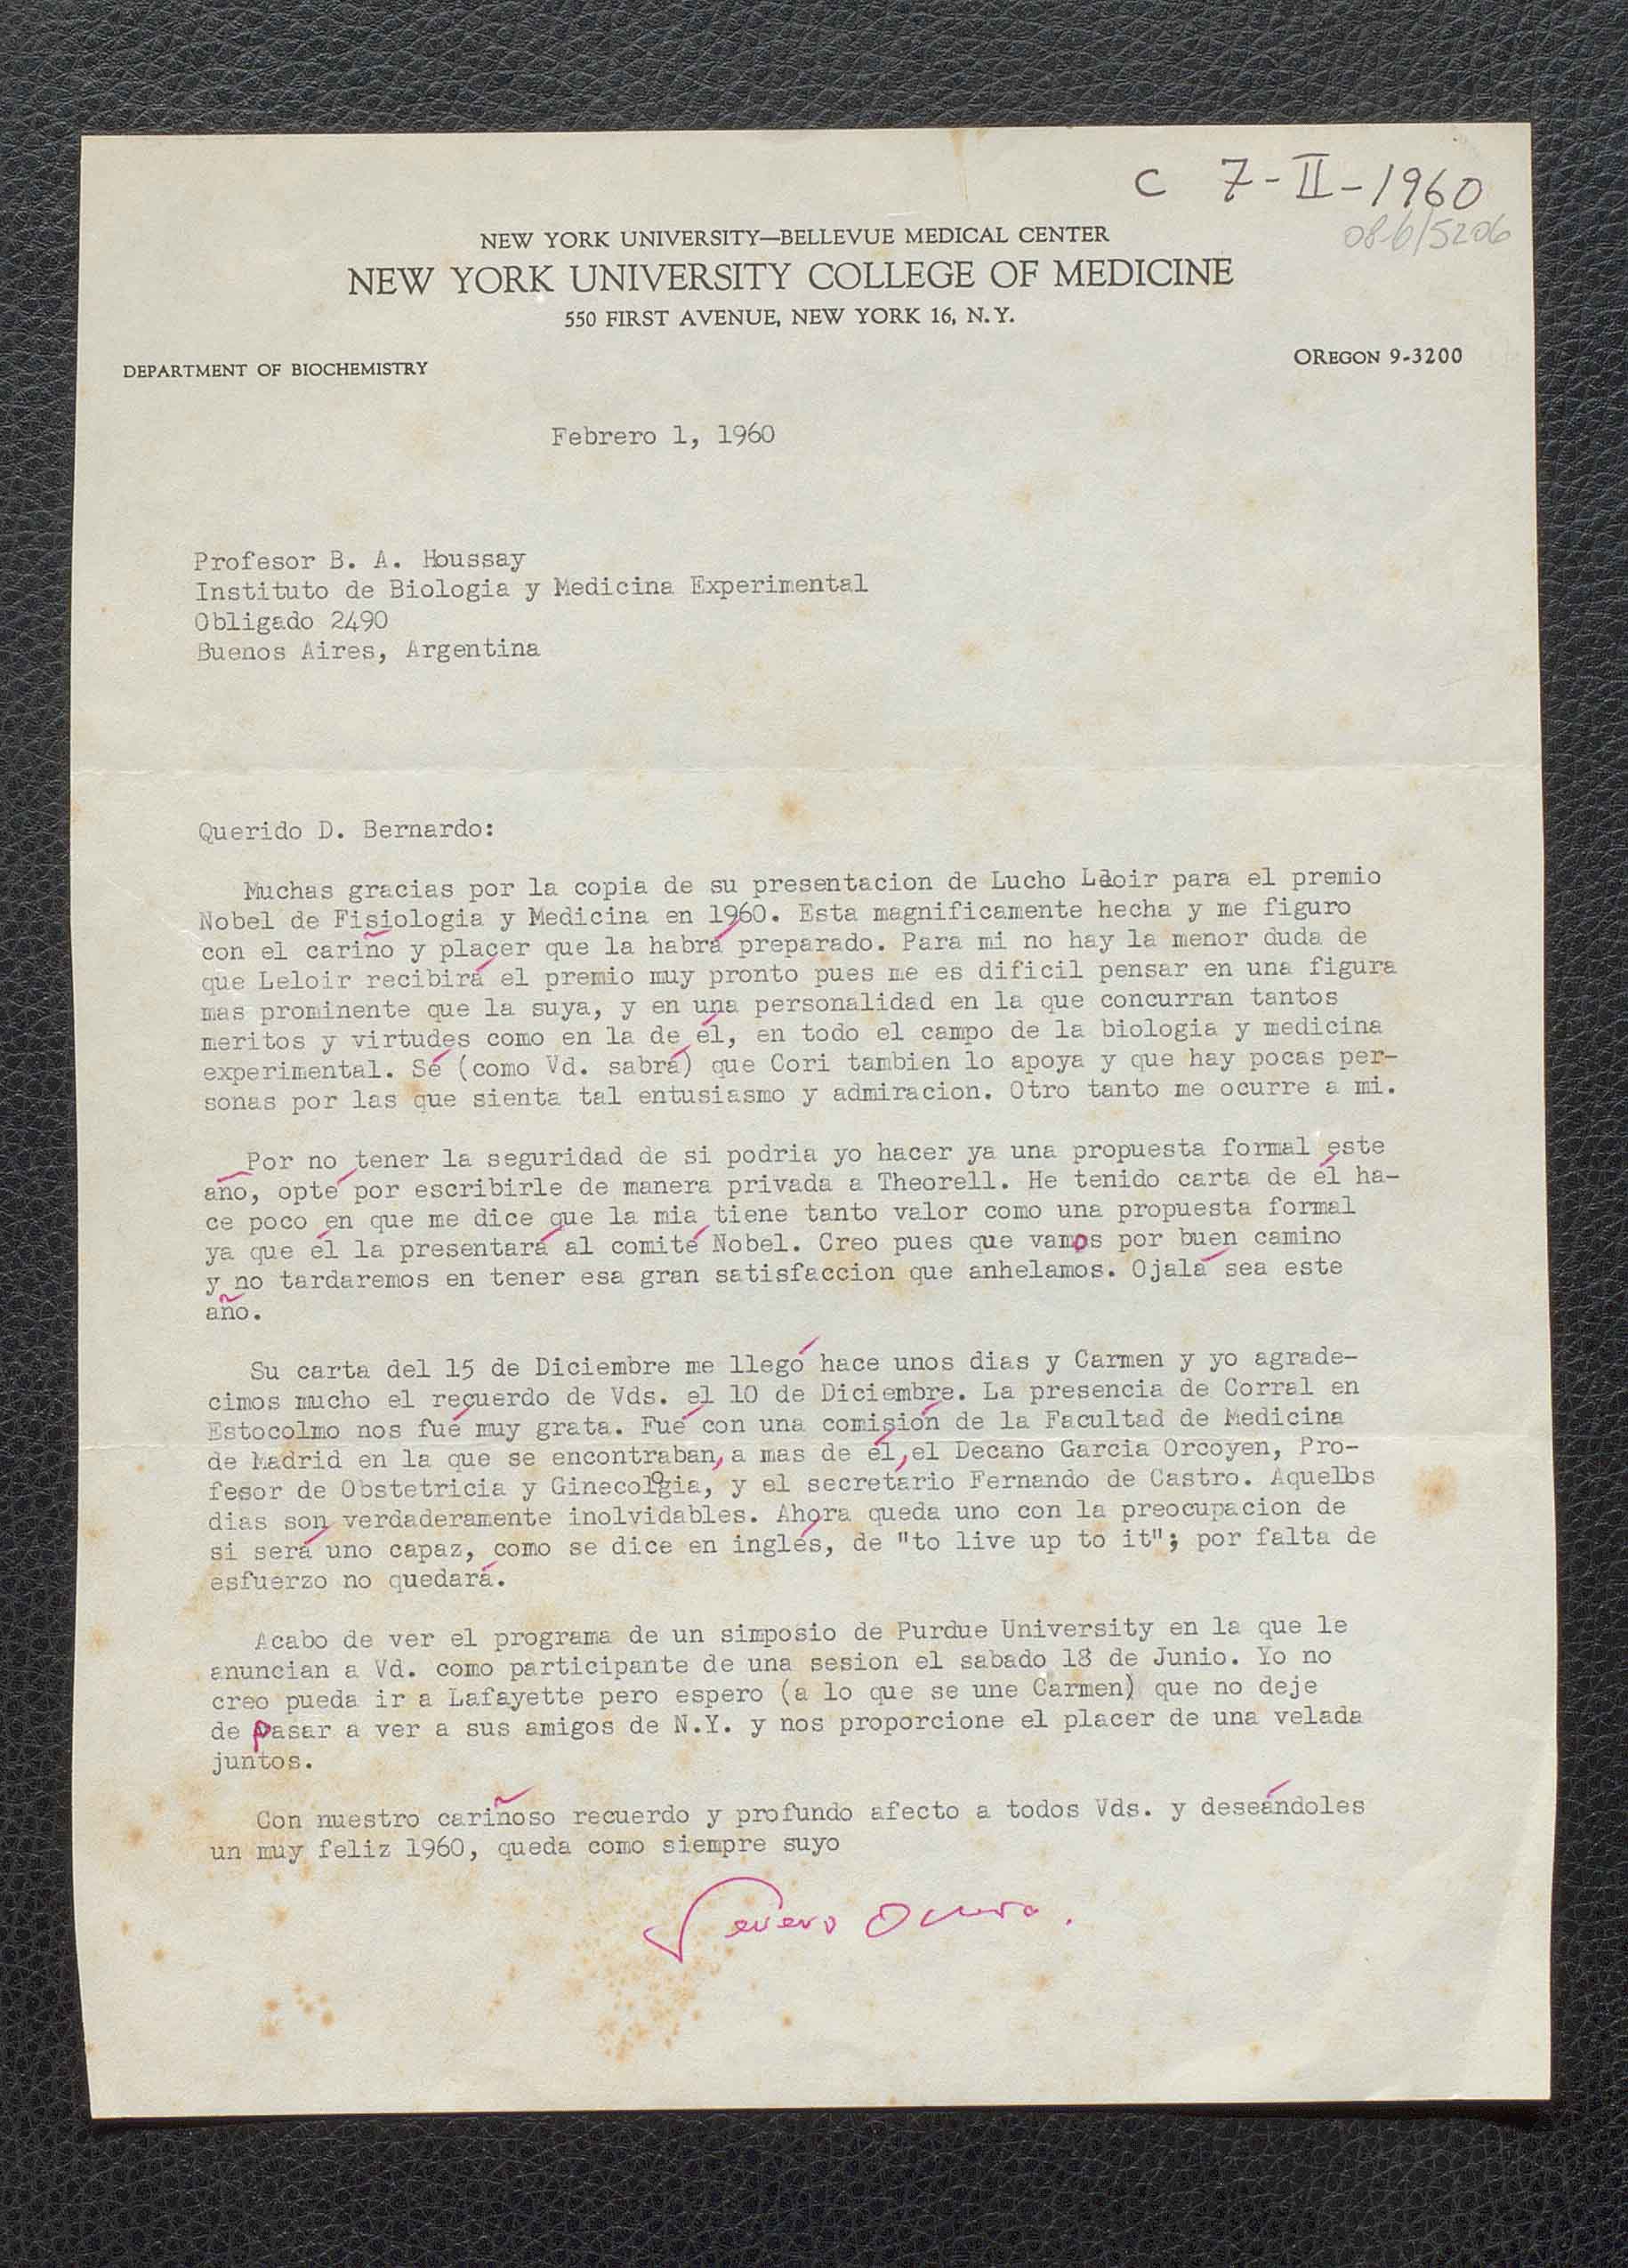 C 7-II-1960
08-6/5206
NEW YORK UNIVERSITY—BELLEVUE MEDICAL CENTER
NEW YORK UNIVERSITY COLLEGE OF MEDICINE
550 FIRST AVENUE, NEW YORK 16, N.Y.
DEPARTMENT OF BIOCHEMISTRY
OREGON 9-3200
Febrero 1, 1960
Profesor B. A. Houssay
Instituto de Biologia y Medicina Experimental
Obligado 2490
Buenos Aires, Argentina
Querido D. Bernardo:
Muchas gracias por la copia de su presentacion de Lucho Leloir para el premio
Nobel de Fisiologia y Medicina en 1960. Esta magnificamente hecha y me figuro
con el cariño y placer que la habrá preparado. Para mi no hay la menor duda de
que Leloir recibirá el premio muy pronto pues me es dificil pensar en una figura
mas prominente que la suya, y en una personalidad en la que concurran tantos
meritos y virtudes como en la de él, en todo el campo de la biologia y medicina
experimental. Sé (como Vd. sabrá) que Cori tambien lo apoya y que hay pocas per-
sonas por las que sienta tal entusiasmo y admiracion. Otro tanto me ocurre a mi.
Por no tener la seguridad de si podria yo hacer ya una propuesta formal este
año, opté por escribirle de manera privada a Theorell. He tenido carta de él ha-
ce poco en que me dice que la mia tiene tanto valor como una propuesta formal
ya que él la presentará al comité Nobel. Creo pues que vamos por buen camino
y no tardaremos en tener esa gran satisfaccion que anhelamos. Ojalá sea este
año.
Su carta del 15 de Diciembre me llegó hace unos dias y Carmen y yo agrade-
cimos mucho el recuerdo de Vds. el 10 de Diciembre. La presencia de Corral en
Estocolmo nos fué muy grata. Fué con una comisión de la Facultad de Medicina
de Madrid en la que se encontraban, a mas de él, el Decano Garcia Orcoyen, Pro-
fesor de Obstetricia y Ginecologia, y el secretario Fernando de Castro. Aquellos
dias son verdaderamente inolvidables. Ahora queda uno con la preocupacion de
si será uno capaz, como se dice en inglés, de "to live up to it"; por falta de
esfuerzo no quedará.
Acabo de ver el programa de un simposio de Purdue University en la que le
anuncian a Vd. como participante de una sesion el sabado 18 de Junio. Yo no
creo pueda ir a Lafayette pero espero (a lo que se une Carmen) que no deje
de pasar a ver a sus amigos de N.Y. y nos proporcione el placer de una velada
juntos.
Con nuestro cariñoso recuerdo y profundo afecto a todos Vds. y deseándoles
un muy feliz 1960, queda como siempre suyo
Severo Ochoa.